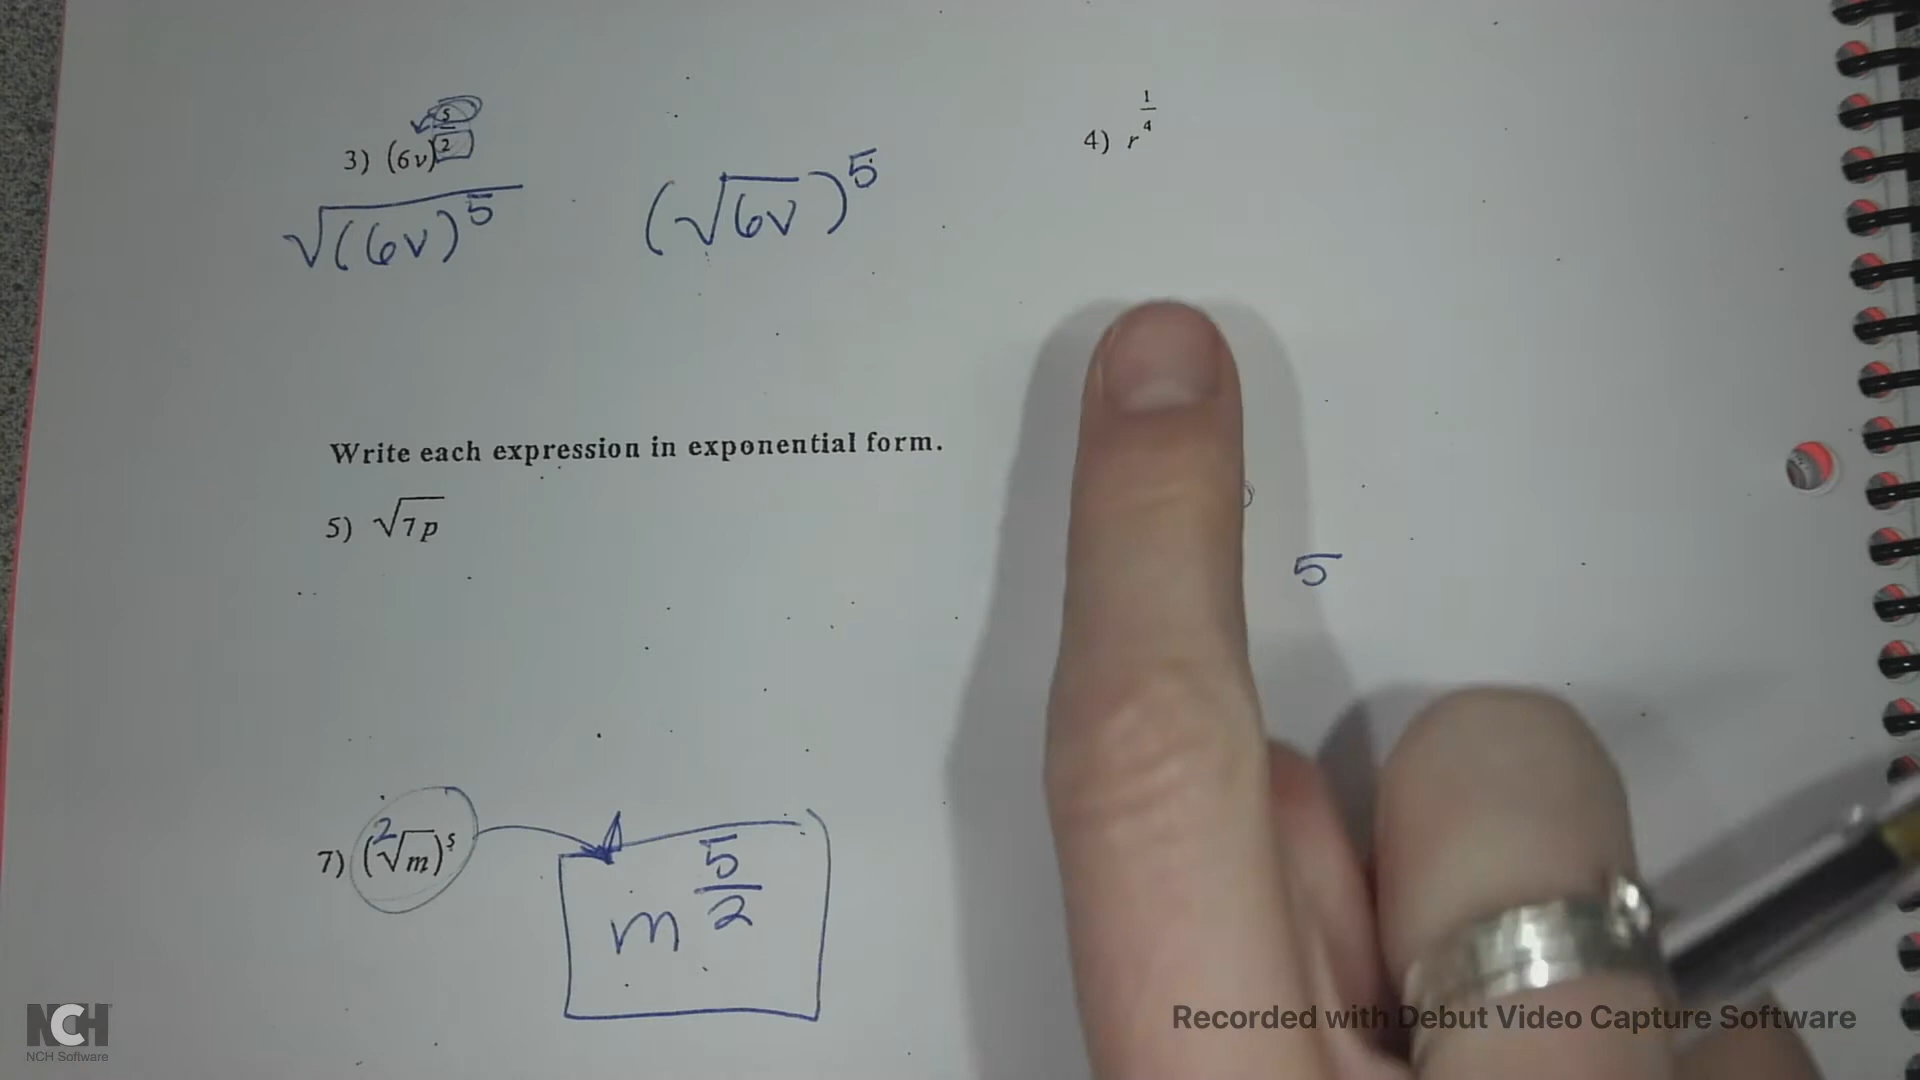 3) (6v)^(5/2)
√(6v)^5
(√6v)^5
4) r^(1/4)
Write each expression in exponential form.
5) √7p
5
7) (²√m)^5
m^(5/2)
NCH
NCH Software
Recorded with Debut Video Capture Software